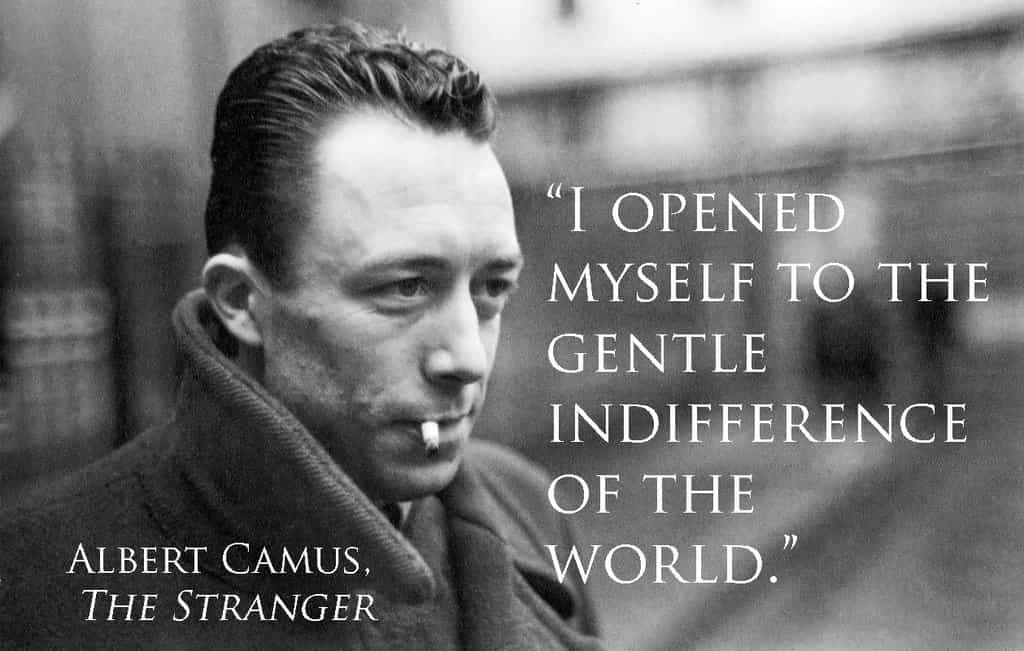 “I OPENED
MYSELF TO THE
GENTLE
INDIFFERENCE
OF THE
WORLD.”
ALBERT CAMUS,
THE STRANGER